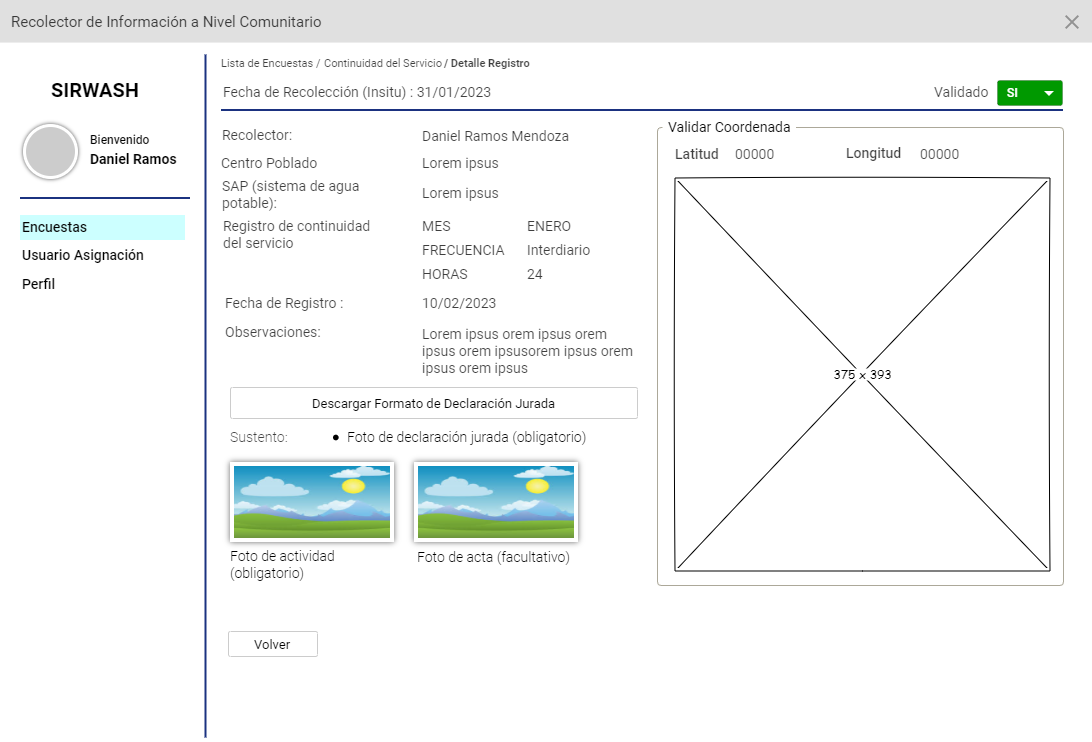 Recolector de Información a Nivel Comunitario
SIRWASH
Bienvenido
Daniel Ramos
Encuestas
Usuario Asignación
Perfil
Lista de Encuestas / Continuidad del Servicio / Detalle Registro
Fecha de Recolección (Insitu) : 31/01/2023
Validado SI
Recolector: Daniel Ramos Mendoza
Centro Poblado Lorem ipsus
SAP (sistema de agua
potable): Lorem ipsus
Registro de continuidad
del servicio
MES ENERO
FRECUENCIA Interdiario
HORAS 24
Fecha de Registro : 10/02/2023
Observaciones:
Lorem ipsus orem ipsus orem
ipsus orem ipsusorem ipsus orem
ipsus orem ipsus
Descargar Formato de Declaración Jurada
Sustento: • Foto de declaración jurada (obligatorio)
Foto de actividad
(obligatorio)
Foto de acta (facultativo)
Volver
Validar Coordenada
Latitud 00000 Longitud 00000
375 × 393